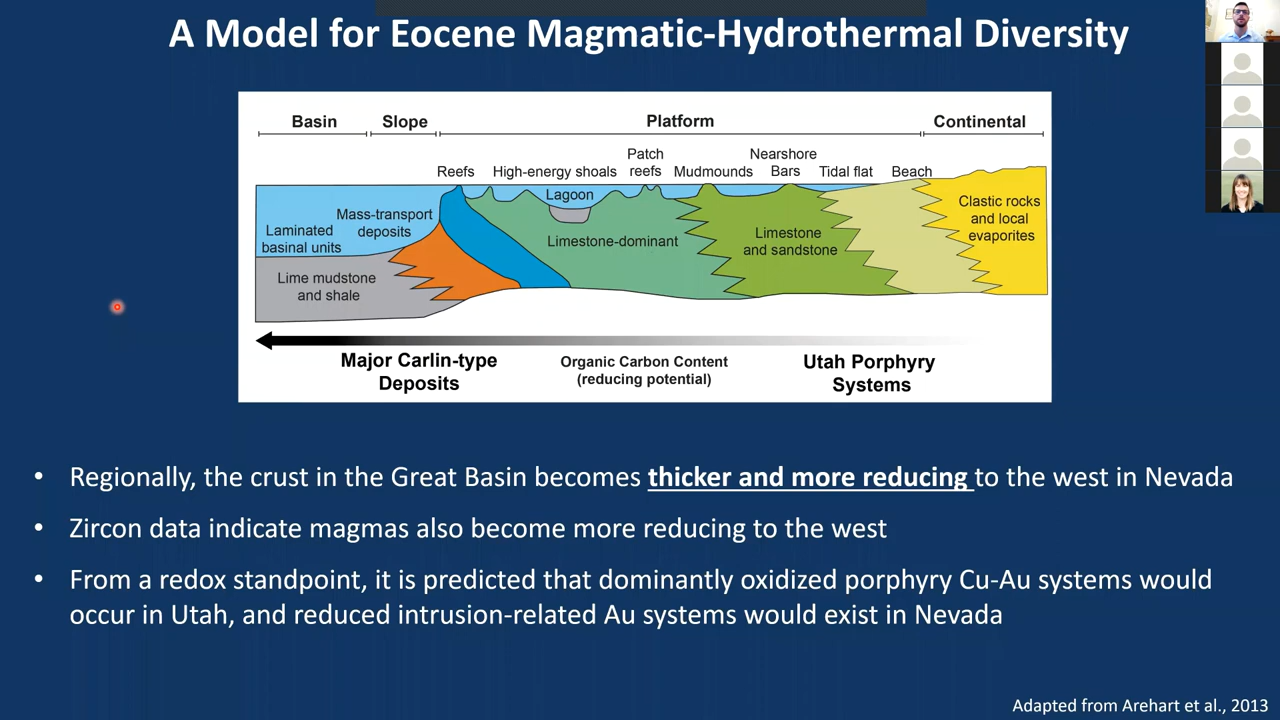 A Model for Eocene Magmatic-Hydrothermal Diversity
Basin
Slope
Platform
Continental
Reefs
High-energy shoals
Patch
reefs
Mudmounds
Nearshore
Bars
Tidal flat
Beach
Lagoon
Mass-transport
deposits
Laminated
basinal units
Lime mudstone
and shale
Limestone-dominant
Limestone
and sandstone
Clastic rocks
and local
evaporites
Major Carlin-type
Deposits
Organic Carbon Content
(reducing potential)
Utah Porphyry
Systems
• Regionally, the crust in the Great Basin becomes thicker and more reducing to the west in Nevada
• Zircon data indicate magmas also become more reducing to the west
• From a redox standpoint, it is predicted that dominantly oxidized porphyry Cu-Au systems would
occur in Utah, and reduced intrusion-related Au systems would exist in Nevada
Adapted from Arehart et al., 2013